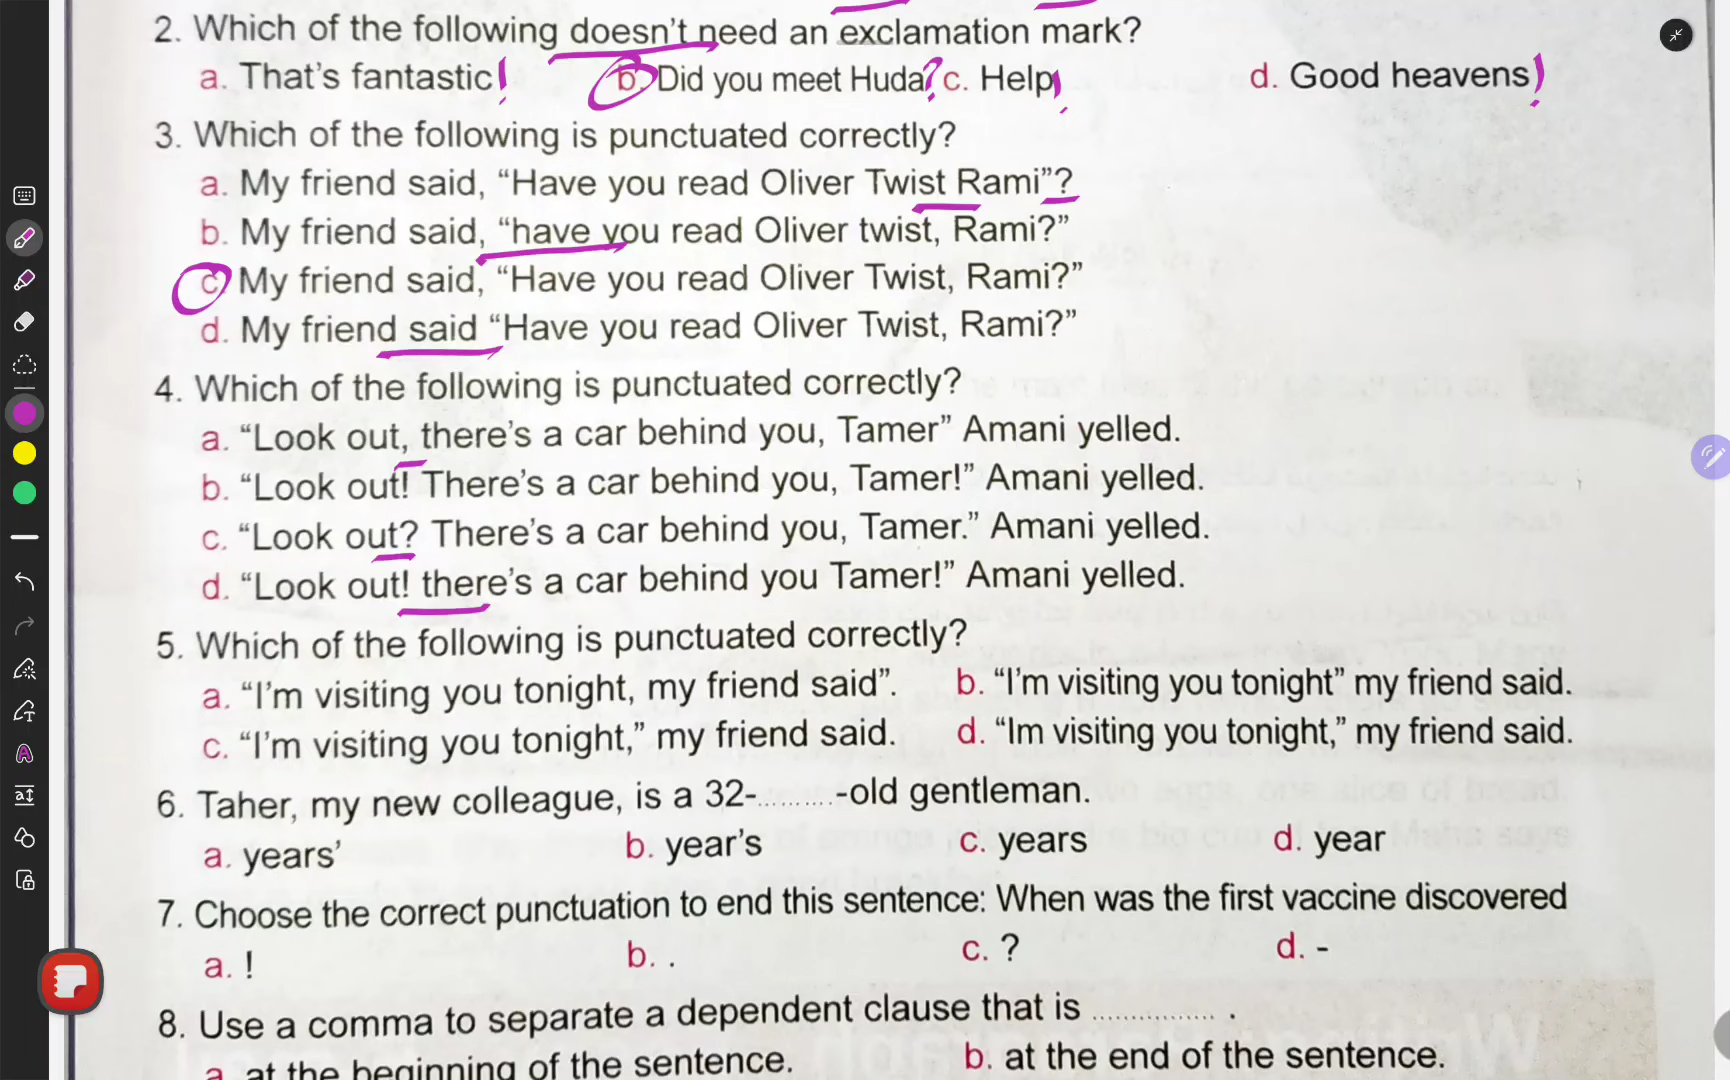 2. Which of the following doesn't need an exclamation mark?
a. That's fantastic! b. Did you meet Huda? c. Help! d. Good heavens!
3. Which of the following is punctuated correctly?
a. My friend said, “Have you read Oliver Twist Rami”?
b. My friend said, “have you read Oliver twist, Rami?”
c. My friend said, “Have you read Oliver Twist, Rami?”
d. My friend said “Have you read Oliver Twist, Rami?”
4. Which of the following is punctuated correctly?
a. “Look out, there's a car behind you, Tamer” Amani yelled.
b. “Look out! There's a car behind you, Tamer!” Amani yelled.
c. “Look out? There's a car behind you, Tamer.” Amani yelled.
d. “Look out! there's a car behind you Tamer!” Amani yelled.
5. Which of the following is punctuated correctly?
a. “I'm visiting you tonight, my friend said”. b. “I'm visiting you tonight” my friend said.
c. “I'm visiting you tonight,” my friend said. d. “Im visiting you tonight,” my friend said.
6. Taher, my new colleague, is a 32-.........-old gentleman.
a. years' b. year's c. years d. year
7. Choose the correct punctuation to end this sentence: When was the first vaccine discovered
a. ! b. . c. ? d. -
8. Use a comma to separate a dependent clause that is ............... .
a. at the beginning of the sentence. b. at the end of the sentence.